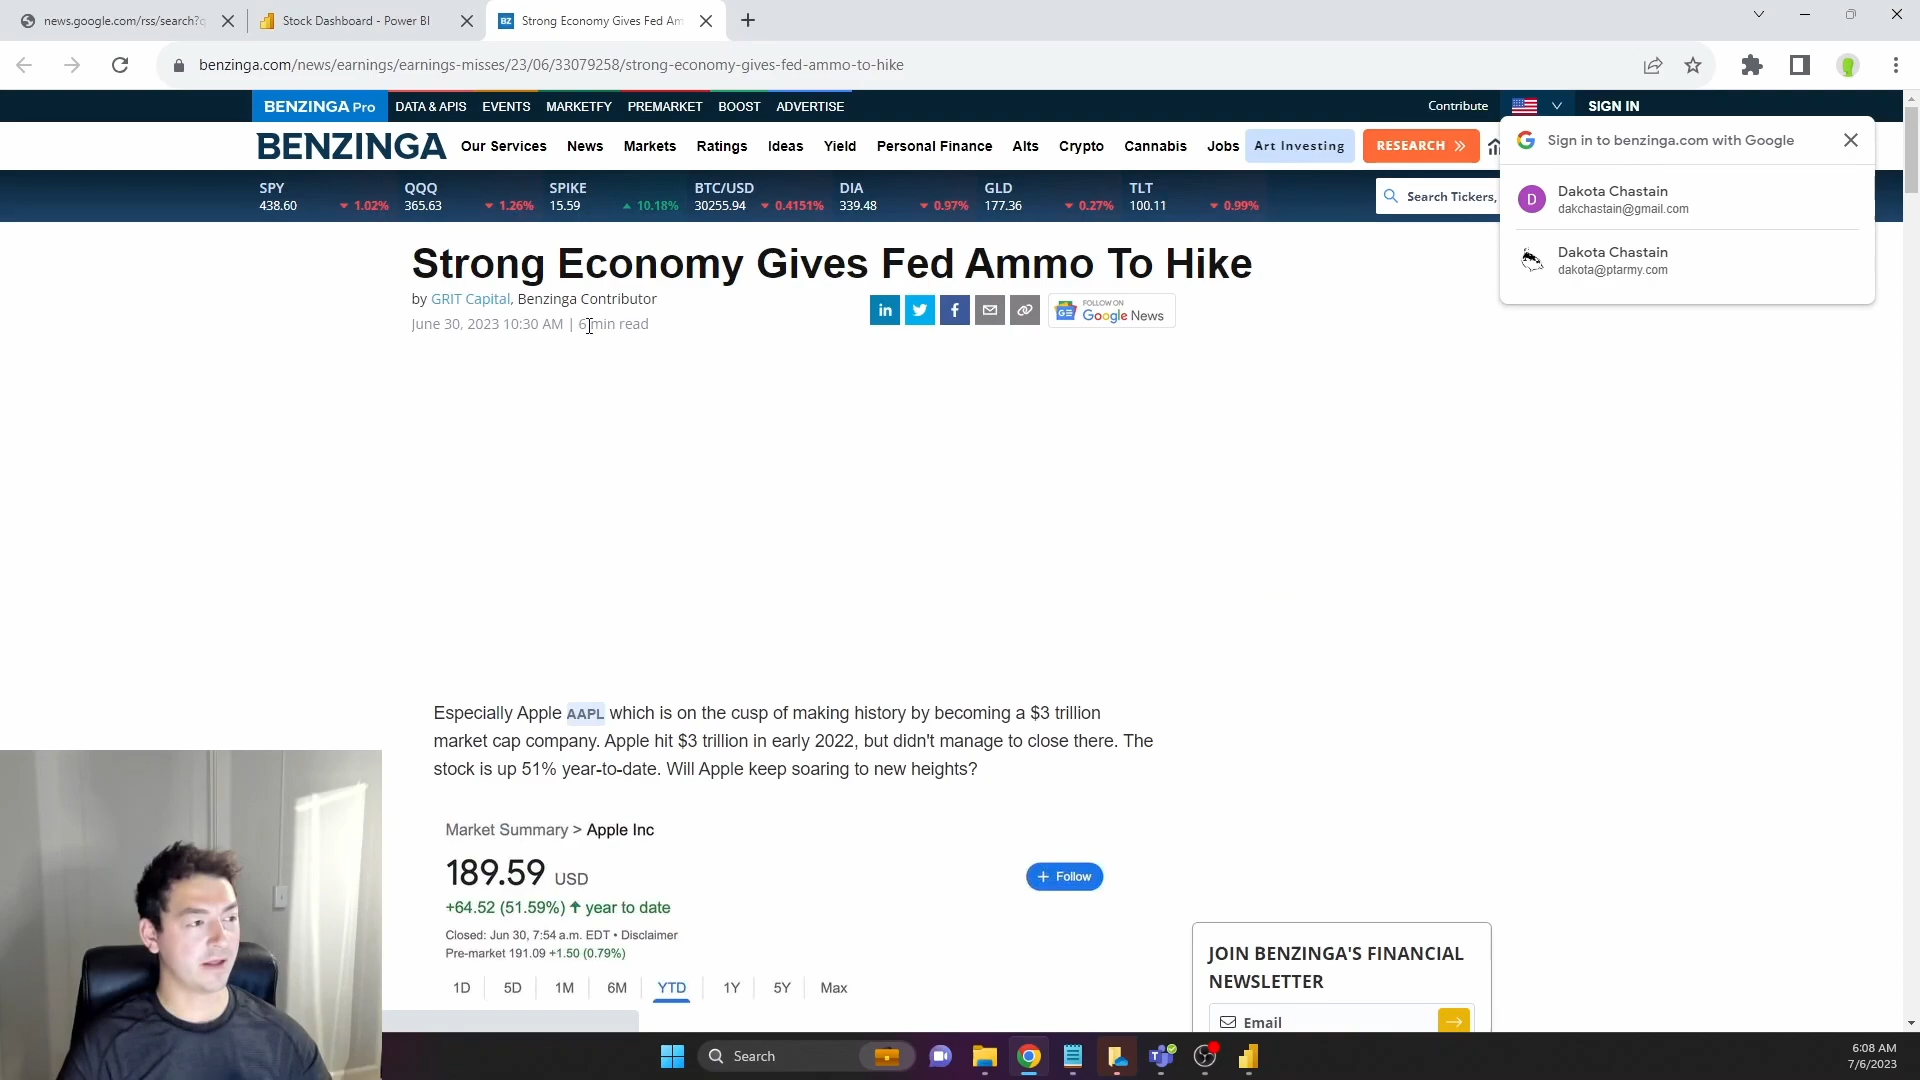 news.google.com/rss/search?q
Stock Dashboard - Power BI
Strong Economy Gives Fed Am
benzinga.com/news/earnings/earnings-misses/23/06/33079258/strong-economy-gives-fed-ammo-to-hike
BENZINGA Pro DATA & APIS EVENTS MARKETFY PREMARKET BOOST ADVERTISE Contribute SIGN IN
BENZINGA Our Services News Markets Ratings Ideas Yield Personal Finance Alts Crypto Cannabis Jobs Art Investing RESEARCH
Sign in to benzinga.com with Google
D Dakota Chastain
dakchastain@gmail.com
Dakota Chastain
dakota@ptarmy.com
SPY QQQ SPIKE BTC/USD DIA GLD TLT
438.60 1.02% 365.63 1.26% 15.59 10.18% 30255.94 0.4151% 339.48 0.97% 177.36 0.27% 100.11 0.99%
Search Tickers,
Strong Economy Gives Fed Ammo To Hike
by GRIT Capital, Benzinga Contributor
June 30, 2023 10:30 AM | 6 min read
FOLLOW ON
Google News
Especially Apple AAPL which is on the cusp of making history by becoming a $3 trillion
market cap company. Apple hit $3 trillion in early 2022, but didn't manage to close there. The
stock is up 51% year-to-date. Will Apple keep soaring to new heights?
Market Summary > Apple Inc
189.59 USD
+ Follow
+64.52 (51.59%) ↑ year to date
Closed: Jun 30, 7:54 a.m. EDT • Disclaimer
Pre-market 191.09 +1.50 (0.79%)
1D 5D 1M 6M YTD 1Y 5Y Max
JOIN BENZINGA'S FINANCIAL
NEWSLETTER
Email
Search
6:08 AM
7/6/2023